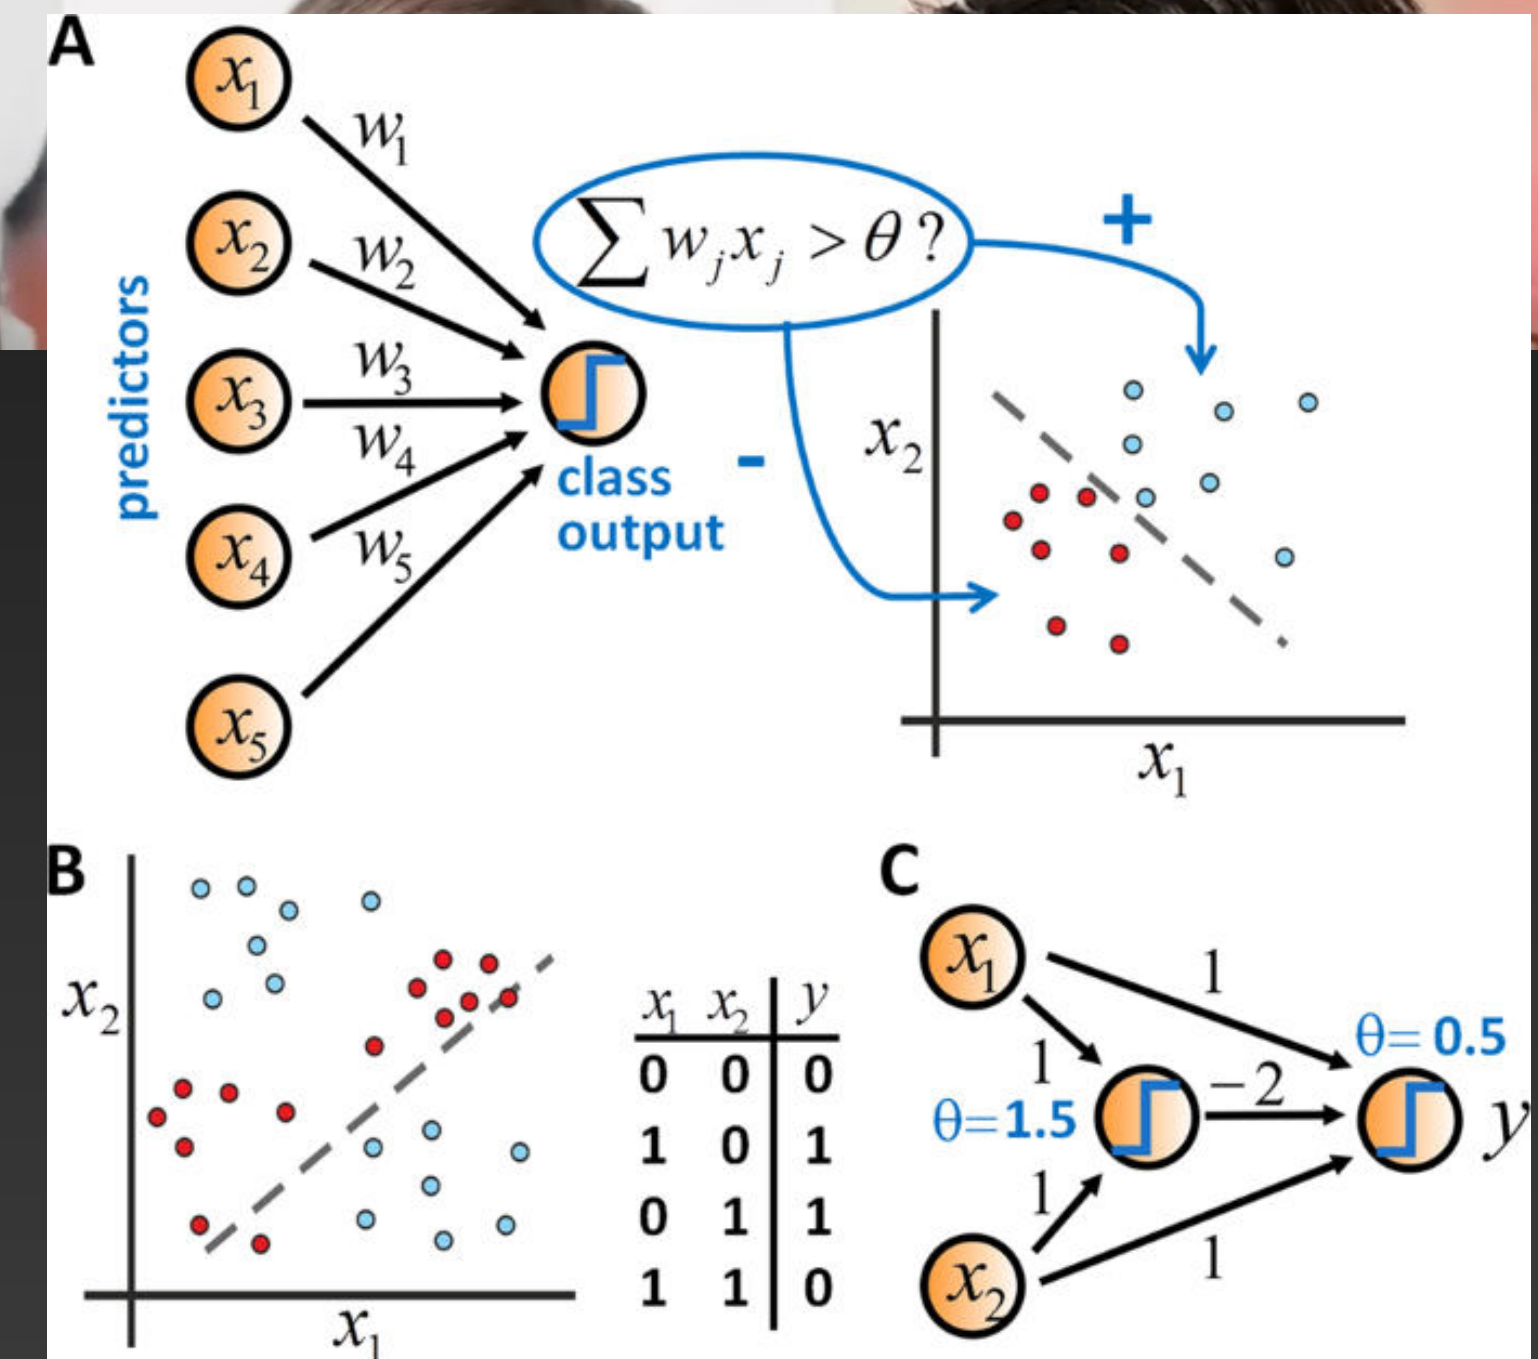 A
x₁
w₁
x₂
w₂
∑ wⱼxⱼ > θ ?
+
predictors
x₃
w₃
w₄
class
output
-
x₂
x₄
w₅
x₅
x₁
B
x₂
x₁
x₁ x₂ y
0 0 0
1 0 1
0 1 1
1 1 0
C
x₁
1
θ= 0.5
1
−2
θ= 1.5
y
1
x₂
1